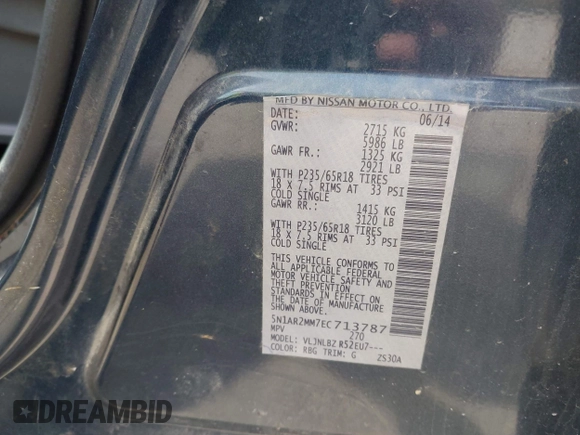 MFD BY NISSAN MOTOR CO., LTD.
DATE: 06/14
GVWR: 2715 KG
5986 LB
GAWR FR.: 1325 KG
2921 LB
WITH P235/65R18 TIRES
18 X 7.5 RIMS AT 33 PSI
COLD SINGLE
GAWR RR.: 1415 KG
3120 LB
WITH P235/65R18 TIRES
18 X 7.5 RIMS AT 33 PSI
COLD SINGLE
THIS VEHICLE CONFORMS TO
ALL APPLICABLE FEDERAL
MOTOR VEHICLE SAFETY AND
THEFT PREVENTION
STANDARDS IN EFFECT ON
THE DATE OF MANUFACTURE
SHOWN ABOVE.
5N1AR2MM7EC713787
MPV 270
MODEL: VLJNLBZ R52EU7---
COLOR: RBG TRIM: G ZS30A
DREAMBID